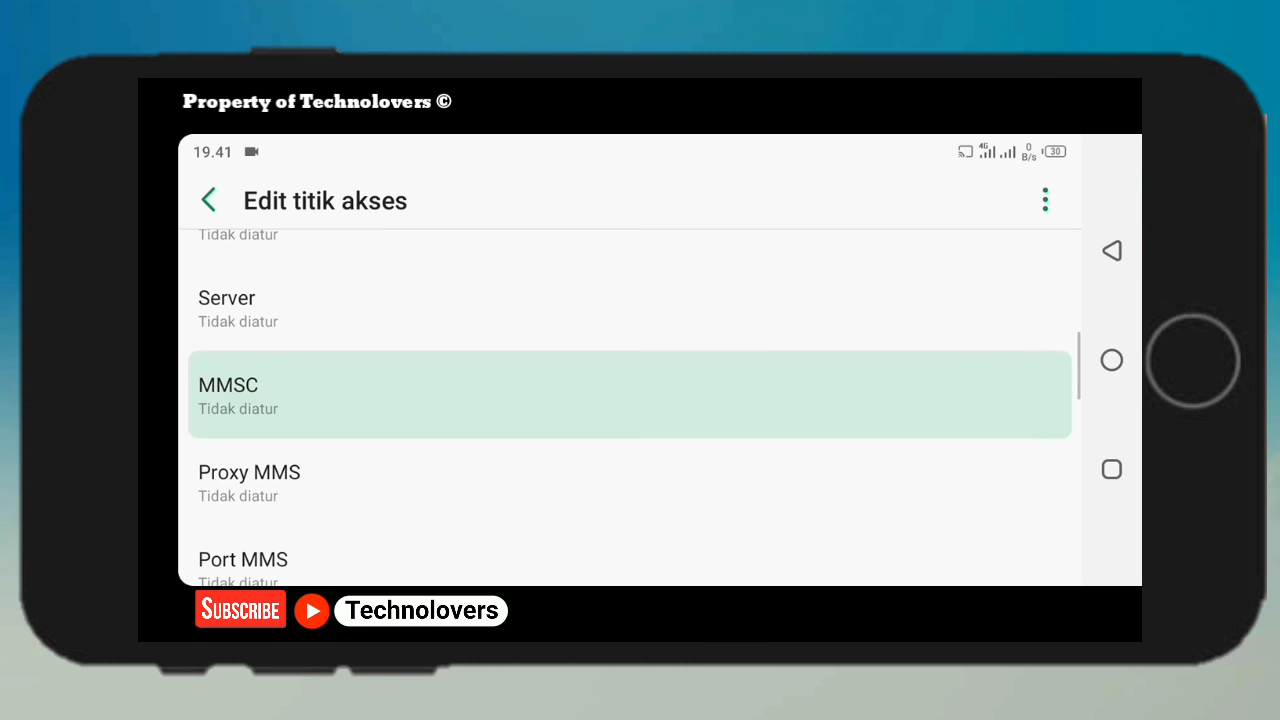 Property of Technolovers ©
19.41
4G
0
B/s
30
Edit titik akses
Tidak diatur
Server
Tidak diatur
MMSC
Tidak diatur
Proxy MMS
Tidak diatur
Port MMS
Tidak diatur
SUBSCRIBE
Technolovers